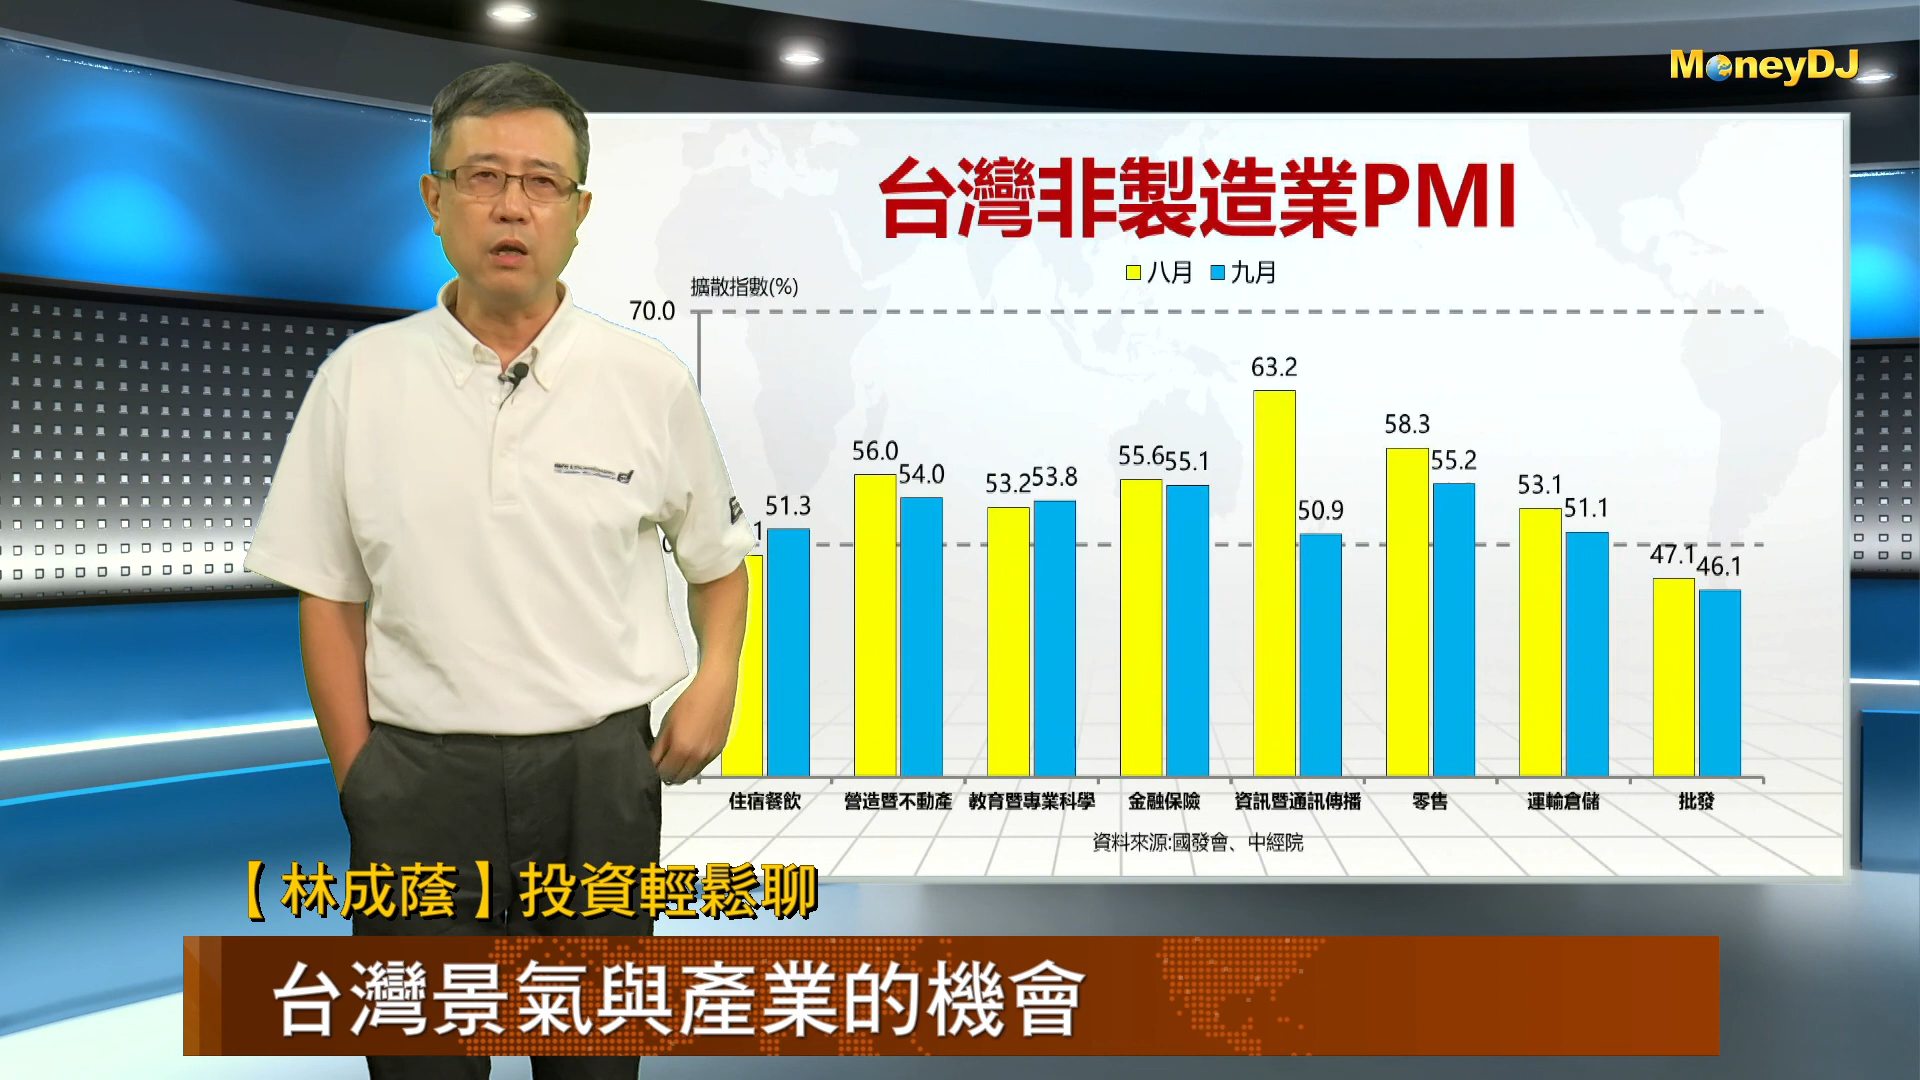 MoneyDJ
台灣非製造業PMI
八月 九月
擴散指數(%)
70.0
51.3
56.0
54.0
53.2
53.8
55.6
55.1
63.2
50.9
58.3
55.2
53.1
51.1
47.1
46.1
住宿餐飲 營造暨不動產 教育暨專業科學 金融保險 資訊暨通訊傳播 零售 運輸倉儲 批發
資料來源:國發會、中經院
【林成蔭】投資輕鬆聊
台灣景氣與產業的機會